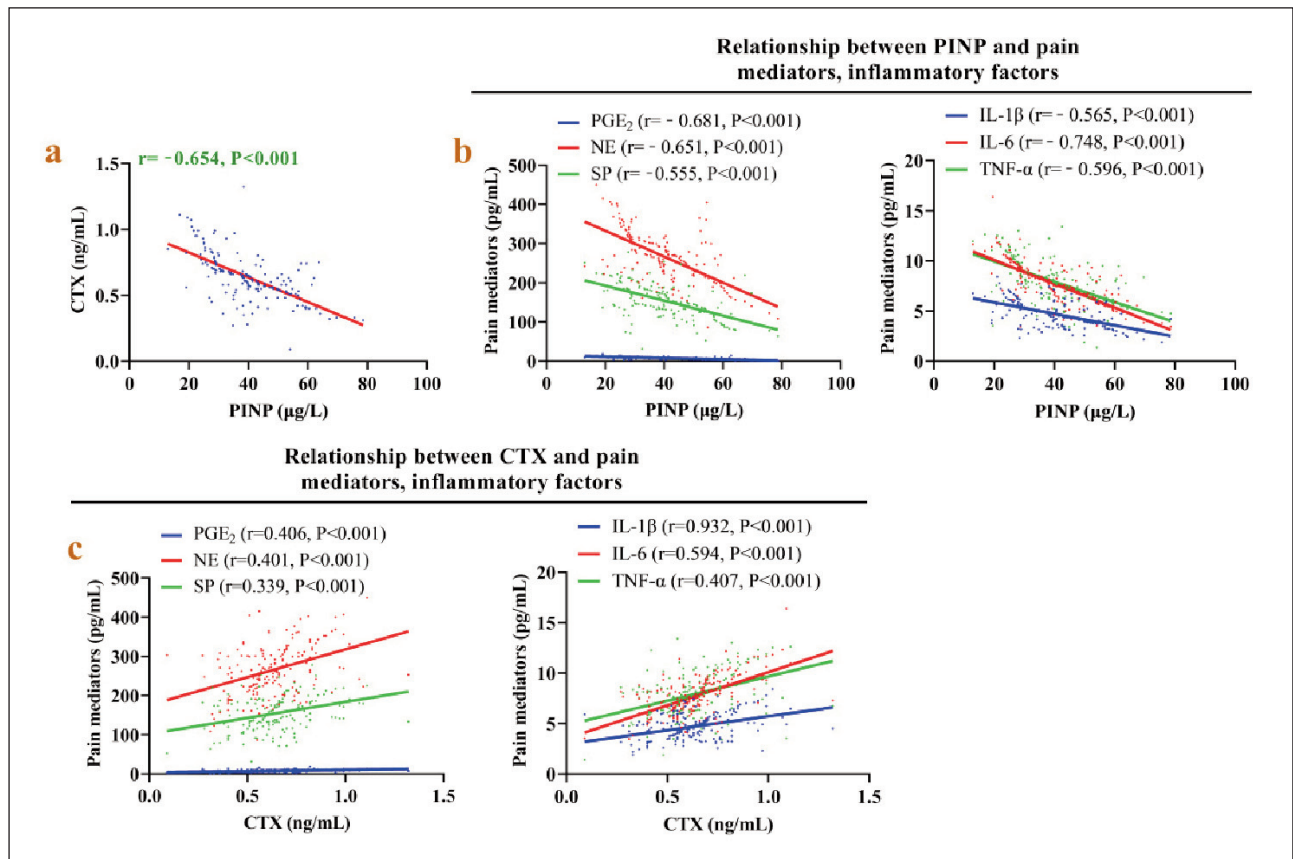 Relationship between PINP and pain
mediators, inflammatory factors
a
r= - 0.654, P<0.001
1.5
1.0
0.5
0.0
CTX (ng/mL)
0 20 40 60 80 100
PINP (μg/L)
b
PGE₂ (r= - 0.681, P<0.001)
NE (r= - 0.651, P<0.001)
SP (r= - 0.555, P<0.001)
500
400
300
200
100
0
Pain mediators (pg/mL)
0 20 40 60 80 100
PINP (μg/L)
IL-1β (r= - 0.565, P<0.001)
IL-6 (r= - 0.748, P<0.001)
TNF-α (r= - 0.596, P<0.001)
20
15
10
5
0
Pain mediators (pg/mL)
0 20 40 60 80 100
PINP (μg/L)
Relationship between CTX and pain
mediators, inflammatory factors
c
PGE₂ (r=0.406, P<0.001)
NE (r=0.401, P<0.001)
SP (r=0.339, P<0.001)
500
400
300
200
100
0
Pain mediators (pg/mL)
0.0 0.5 1.0 1.5
CTX (ng/mL)
IL-1β (r=0.932, P<0.001)
IL-6 (r=0.594, P<0.001)
TNF-α (r=0.407, P<0.001)
20
15
10
5
0
Pain mediators (pg/mL)
0.0 0.5 1.0 1.5
CTX (ng/mL)